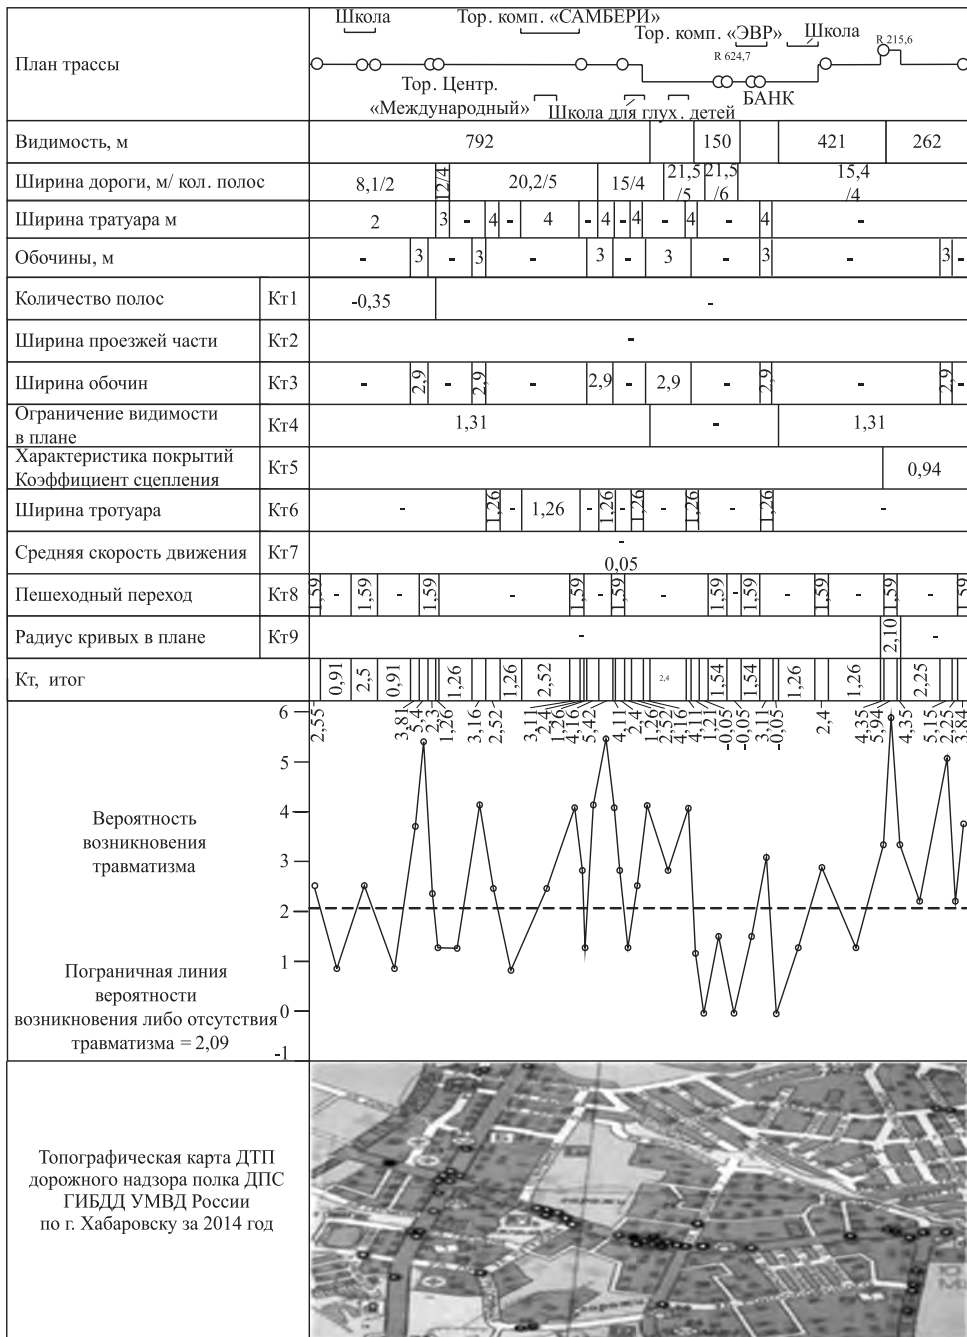 Школа
Тор. комп. «САМБЕРИ»
Тор. комп. «ЭВР»
Школа
R 215,6
R 624,7
План трассы
Тор. Центр.
«Международный»
БАНК
Школа для глух. детей
Видимость, м 792 150 421 262
Ширина дороги, м/ кол. полос 8,1/2 12/4 20,2/5 15/4 21,5/5 21,5/6 15,4/4
Ширина тратуара м 2 3 - 4 - 4 - 4 - 4 - 4 - 4 -
Обочины, м - 3 - 3 - 3 - 3 - 3 - 3 -
Количество полос Кт1 -0,35 -
Ширина проезжей части Кт2 -
Ширина обочин Кт3 - 2,9 - 2,9 - 2,9 - 2,9 - 2,9 - 2,9 -
Ограничение видимости
в плане Кт4 1,31 - 1,31
Характеристика покрытий
Коэффициент сцепления Кт5 0,94
Ширина тротуара Кт6 - 1,26 - 1,26 - 1,26 - 1,26 - 1,26 - 1,26 -
Средняя скорость движения Кт7 -
0,05
Пешеходный переход Кт8 1,59 - 1,59 - 1,59 - 1,59 - 1,59 - 1,59 - 1,59 - 1,59 - 1,59 - 1,59
Радиус кривых в плане Кт9 - 2,10 -
Кт, итог 0,91 2,5 0,91 1,26 1,26 2,52 2,4 1,54 1,54 1,26 1,26 2,25
2,55 3,81 5,4 2,3 1,26 3,16 2,52 3,11 2,4 1,26 4,16 5,42 4,11 2,4 1,26 2,52 4,16 4,11 1,21 -0,05 -0,05 3,11 -0,05 2,4 4,35 5,94 4,35 5,15 2,25 3,84
6
5
4
3
2
1
0
-1
Вероятность
возникновения
травматизма
Пограничная линия
вероятности
возникновения либо отсутствия
травматизма = 2,09
Топографическая карта ДТП
дорожного надзора полка ДПС
ГИБДД УМВД России
по г. Хабаровску за 2014 год